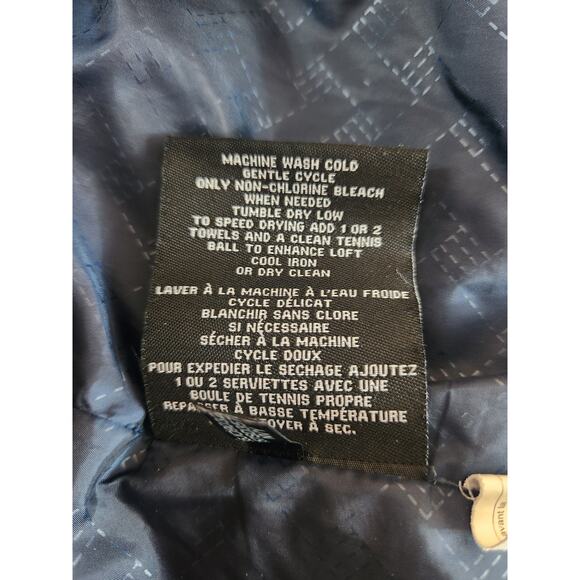 MACHINE WASH COLD
GENTLE CYCLE
ONLY NON-CHLORINE BLEACH
WHEN NEEDED
TUMBLE DRY LOW
TO SPEED DRYING ADD 1 OR 2
TOWELS AND A CLEAN TENNIS
BALL TO ENHANCE LOFT
COOL IRON
OR DRY CLEAN
LAVER À LA MACHINE À L'EAU FROIDE
CYCLE DÉLICAT
BLANCHIR SANS CLORE
SI NÉCESSAIRE
SÉCHER À LA MACHINE
CYCLE DOUX
POUR EXPEDIER LE SECHAGE AJOUTEZ
1 OU 2 SERVIETTES AVEC UNE
BOULE DE TENNIS PROPRE
REPASSER À BASSE TEMPÉRATURE
OYER À SEC.
avant la